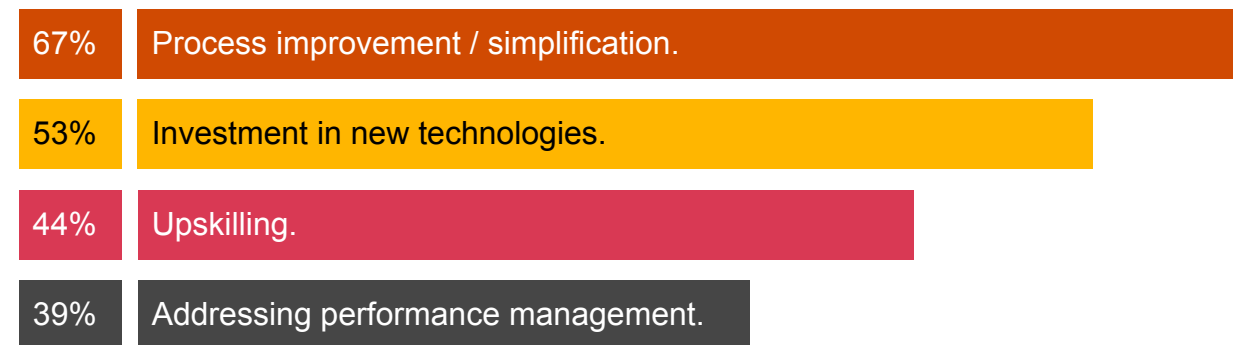 67% Process improvement / simplification.
53% Investment in new technologies.
44% Upskilling.
39% Addressing performance management.